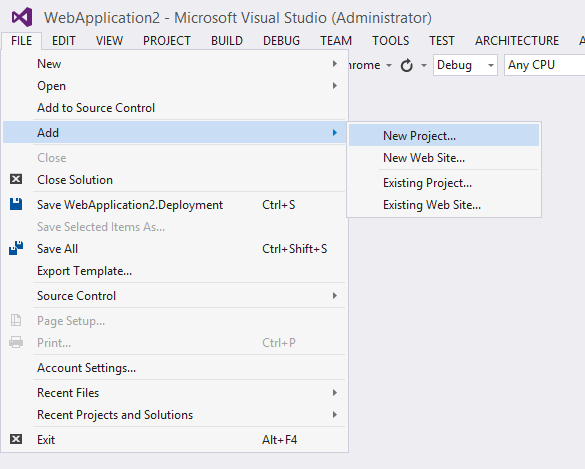 WebApplication2 - Microsoft Visual Studio (Administrator)
FILE EDIT VIEW PROJECT BUILD DEBUG TEAM TOOLS TEST ARCHITECTURE A
New hrome Debug Any CPU
Open
Add to Source Control
Add
New Project...
Close
New Web Site...
Close Solution
Existing Project...
Save WebApplication2.Deployment Ctrl+S
Existing Web Site...
Save Selected Items As...
Save All Ctrl+Shift+S
Export Template...
Source Control
Page Setup...
Print... Ctrl+P
Account Settings...
Recent Files
Recent Projects and Solutions
Exit Alt+F4